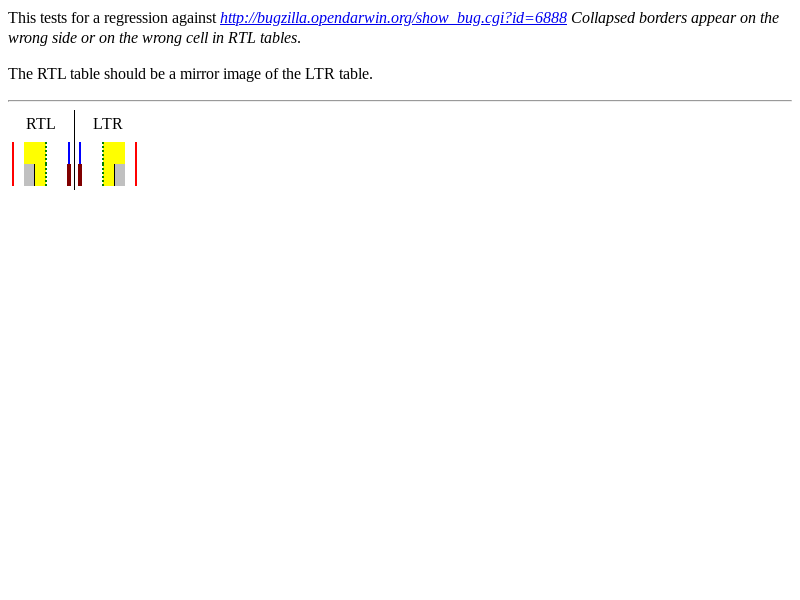 This tests for a regression against http://bugzilla.opendarwin.org/show_bug.cgi?id=6888 Collapsed borders appear on the
wrong side or on the wrong cell in RTL tables.
The RTL table should be a mirror image of the LTR table.
RTL LTR